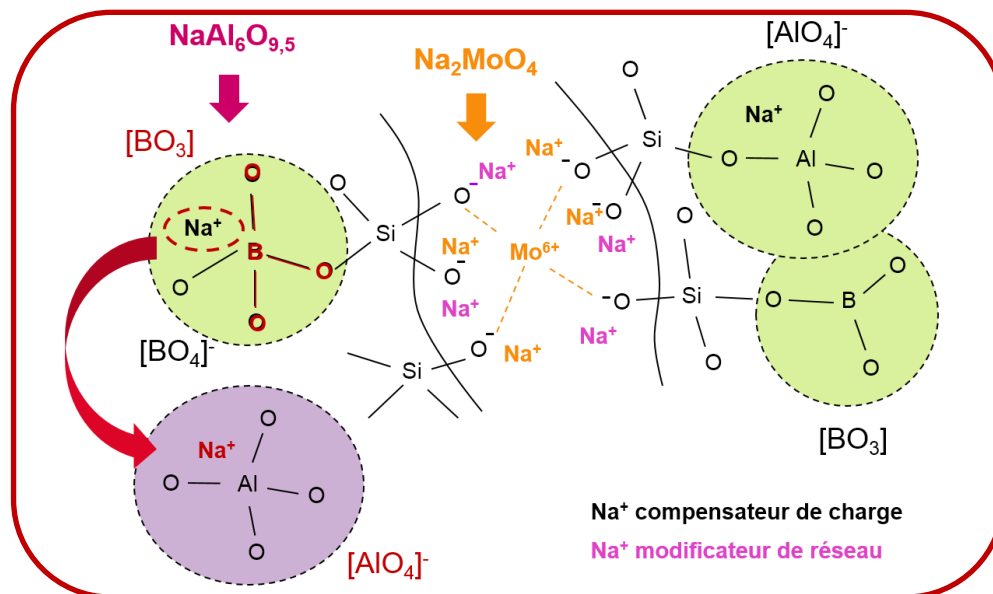 NaAl₆O₉,₅
Na₂MoO₄
[AlO₄]⁻
[BO₃]
O O Na⁺ O
Na⁺ Na⁺ O⁻ Na⁺ ⁻O Si O Al O
Na⁺ O Si
B O
O
O⁻ Na⁺ ⁻O O O
Na⁺ Mo⁶⁺ Na⁺
O O⁻
Na⁺ Na⁺ ⁻O Si O B O
[BO₄]⁻
O⁻ Na⁺
Si O O
O
Na⁺
[BO₃]
O Al O
O
Na⁺ compensateur de charge
Na⁺ modificateur de réseau
[AlO₄]⁻